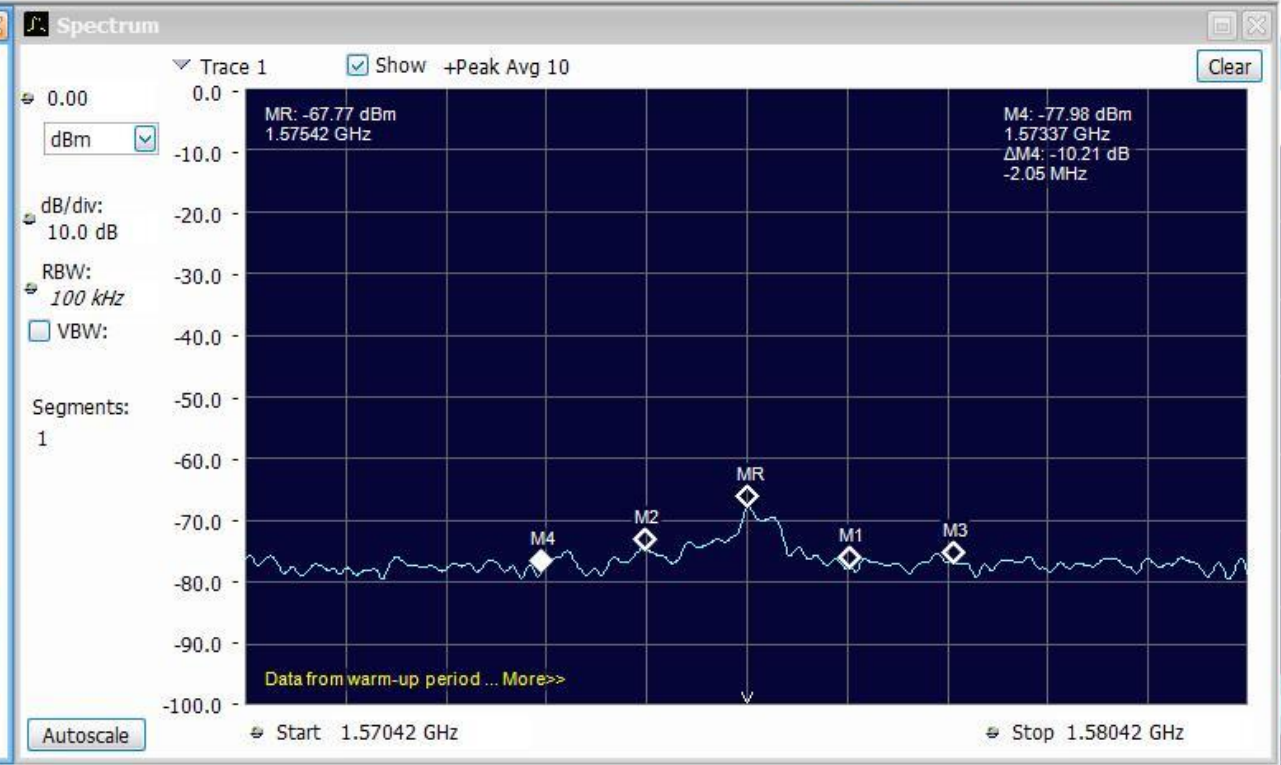 Spectrum
Trace 1 Show +Peak Avg 10 Clear
0.00
dBm
dB/div:
10.0 dB
RBW:
100 kHz
VBW:
Segments:
1
Autoscale
0.0
-10.0
-20.0
-30.0
-40.0
-50.0
-60.0
-70.0
-80.0
-90.0
-100.0
MR: -67.77 dBm
1.57542 GHz
M4: -77.98 dBm
1.57337 GHz
ΔM4: -10.21 dB
-2.05 MHz
MR
M2
M4
M1
M3
Data from warm-up period ... More>>
Start 1.57042 GHz
Stop 1.58042 GHz